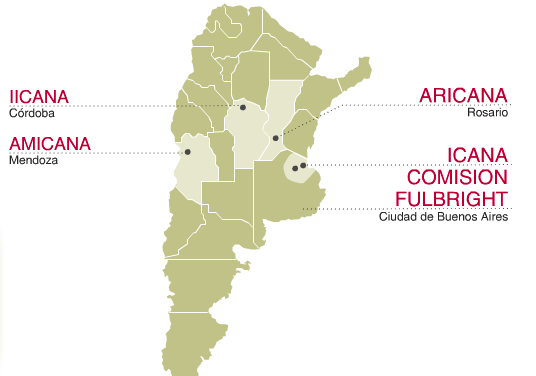 IICANA
Córdoba
AMICANA
Mendoza
ARICANA
Rosario
ICANA
COMISION
FULBRIGHT
Ciudad de Buenos Aires